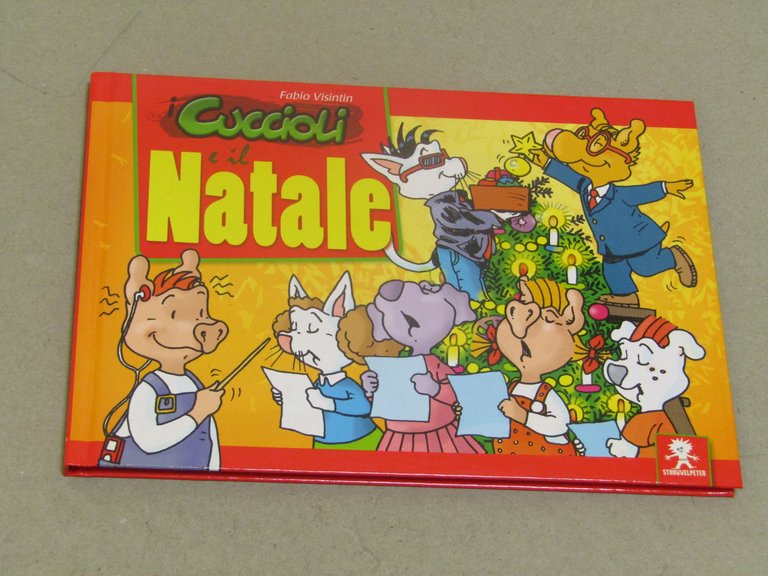 Fabio Visintin
i Cuccioli
e il
Natale
STRUWWELPETER